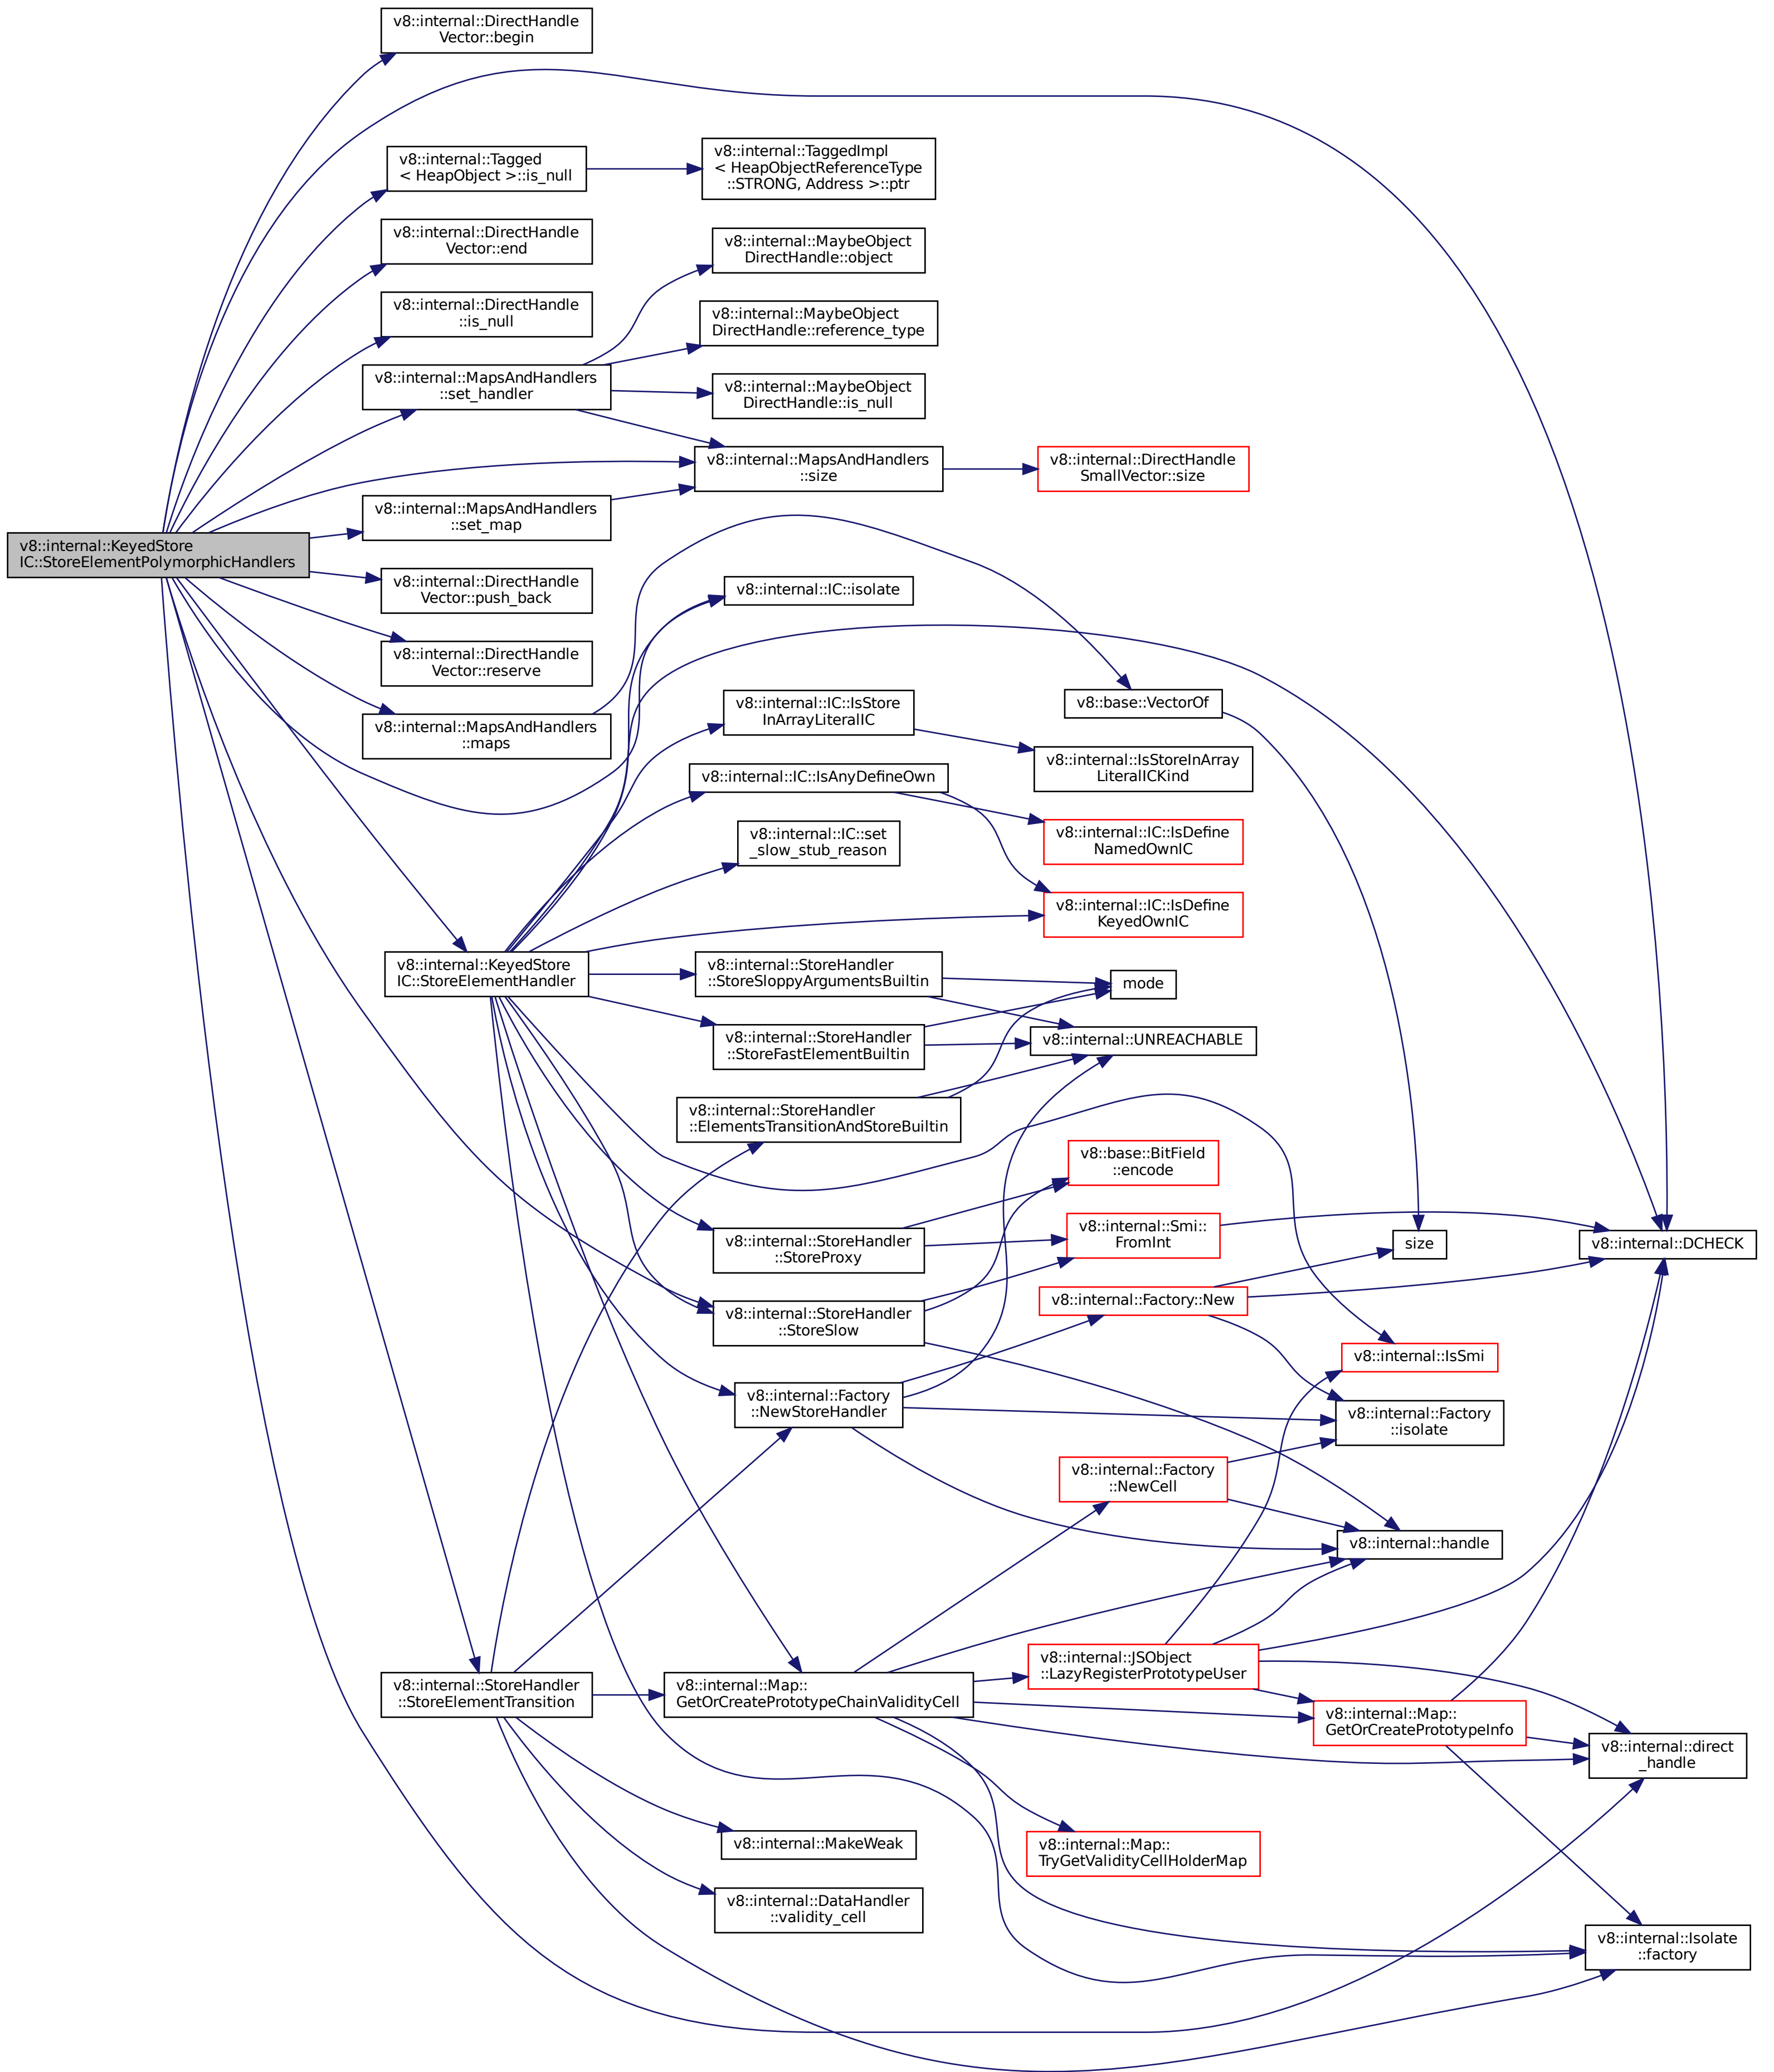 v8::internal::DirectHandle
Vector::begin
v8::internal::Tagged
< HeapObject >::is_null
v8::internal::TaggedImpl
< HeapObjectReferenceType
::STRONG, Address >::ptr
v8::internal::DirectHandle
Vector::end
v8::internal::MaybeObject
DirectHandle::object
v8::internal::DirectHandle
::is_null
v8::internal::MaybeObject
DirectHandle::reference_type
v8::internal::MapsAndHandlers
::set_handler
v8::internal::MaybeObject
DirectHandle::is_null
v8::internal::MapsAndHandlers
::size
v8::internal::DirectHandle
SmallVector::size
v8::internal::MapsAndHandlers
::set_map
v8::internal::KeyedStore
IC::StoreElementPolymorphicHandlers
v8::internal::DirectHandle
Vector::push_back
v8::internal::IC::isolate
v8::internal::DirectHandle
Vector::reserve
v8::internal::MapsAndHandlers
::maps
v8::internal::IC::IsStore
InArrayLiteralIC
v8::base::VectorOf
v8::internal::IsStoreInArray
LiteralICKind
v8::internal::IC::IsAnyDefineOwn
v8::internal::IC::IsDefine
NamedOwnIC
v8::internal::IC::set
_slow_stub_reason
v8::internal::IC::IsDefine
KeyedOwnIC
v8::internal::KeyedStore
IC::StoreElementHandler
v8::internal::StoreHandler
::StoreSloppyArgumentsBuiltin
mode
v8::internal::StoreHandler
::StoreFastElementBuiltin
v8::internal::UNREACHABLE
v8::internal::StoreHandler
::ElementsTransitionAndStoreBuiltin
v8::base::BitField
::encode
v8::internal::StoreHandler
::StoreProxy
v8::internal::Smi::
FromInt
size
v8::internal::DCHECK
v8::internal::StoreHandler
::StoreSlow
v8::internal::Factory::New
v8::internal::IsSmi
v8::internal::Factory
::NewStoreHandler
v8::internal::Factory
::isolate
v8::internal::Factory
::NewCell
v8::internal::handle
v8::internal::StoreHandler
::StoreElementTransition
v8::internal::Map::
GetOrCreatePrototypeChainValidityCell
v8::internal::JSObject
::LazyRegisterPrototypeUser
v8::internal::Map::
GetOrCreatePrototypeInfo
v8::internal::direct
_handle
v8::internal::MakeWeak
v8::internal::Map::
TryGetValidityCellHolderMap
v8::internal::DataHandler
::validity_cell
v8::internal::Isolate
::factory